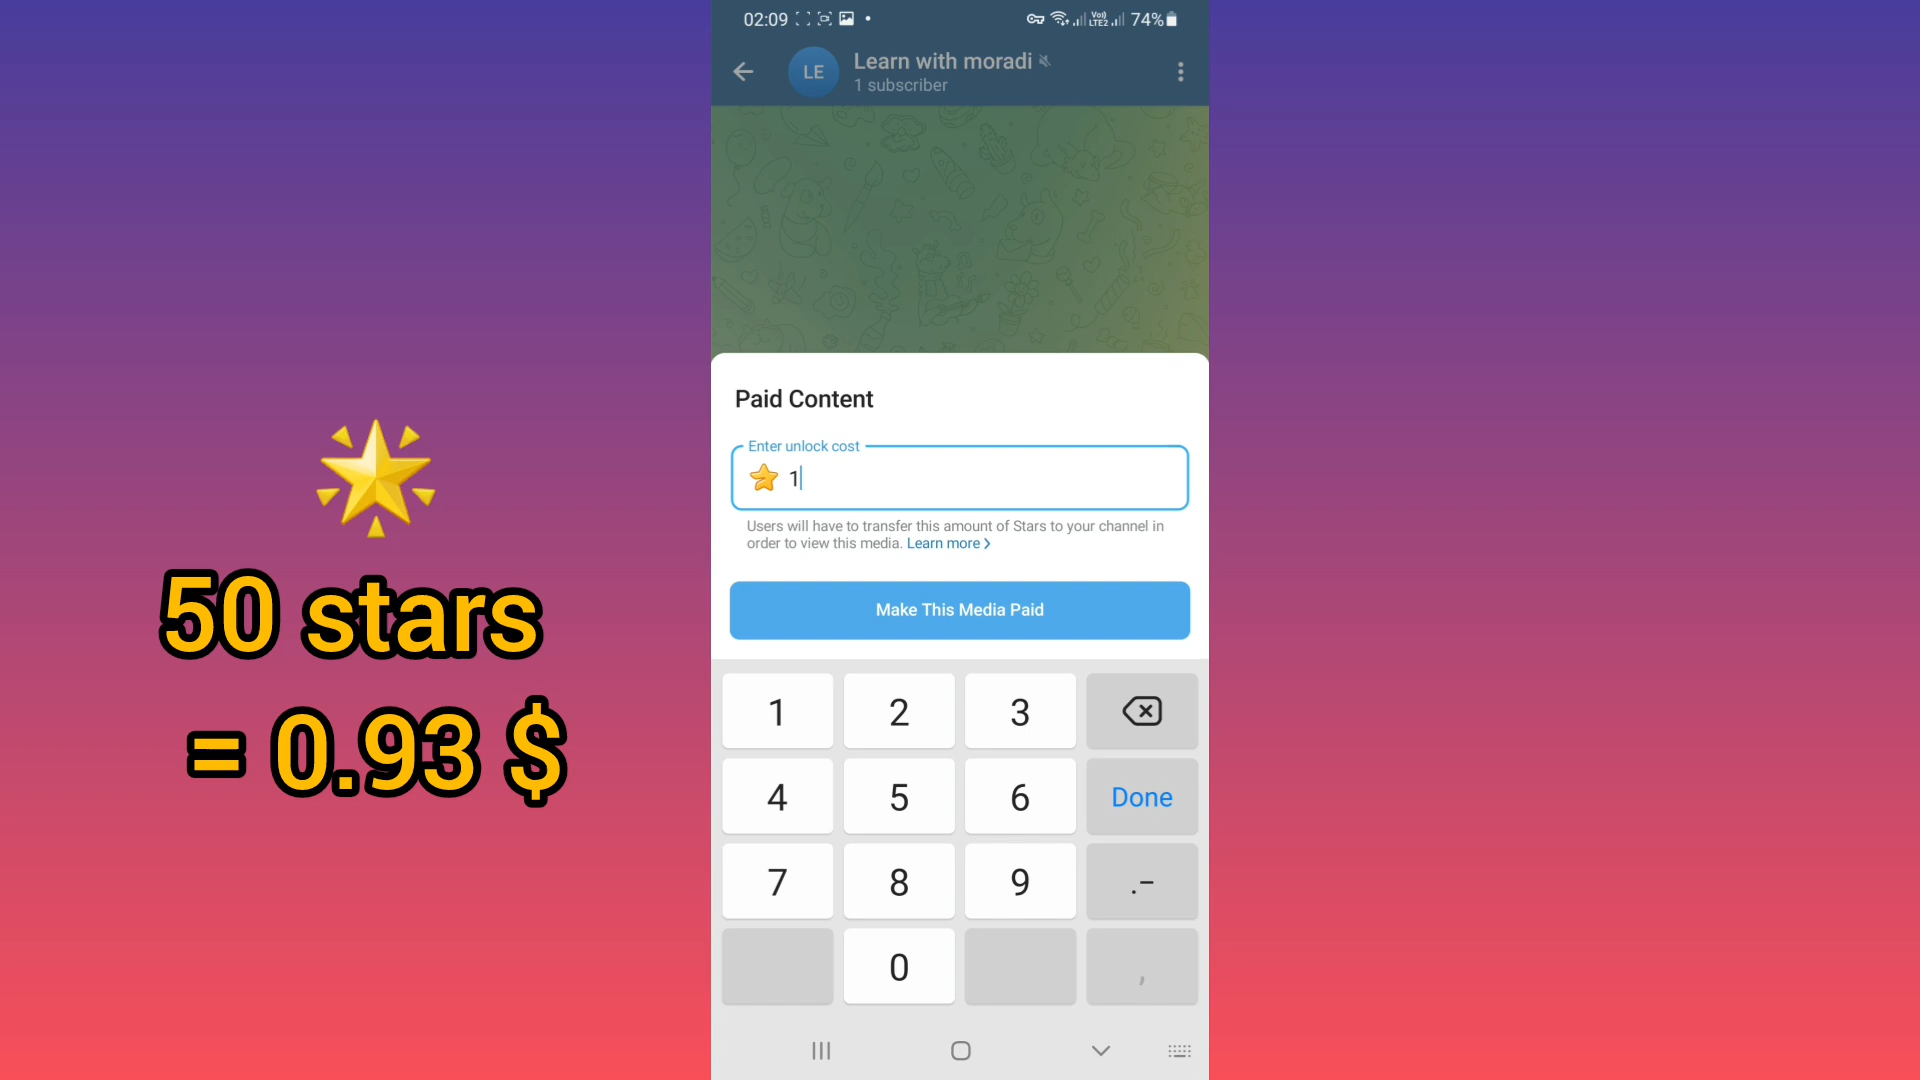 02:09
Vo)) LTE2 74%
LE
Learn with moradi
1 subscriber
Paid Content
Enter unlock cost
1
Users will have to transfer this amount of Stars to your channel in
order to view this media. Learn more >
Make This Media Paid
50 stars
= 0.93 $
1 2 3
4 5 6 Done
7 8 9 .-
0 ,